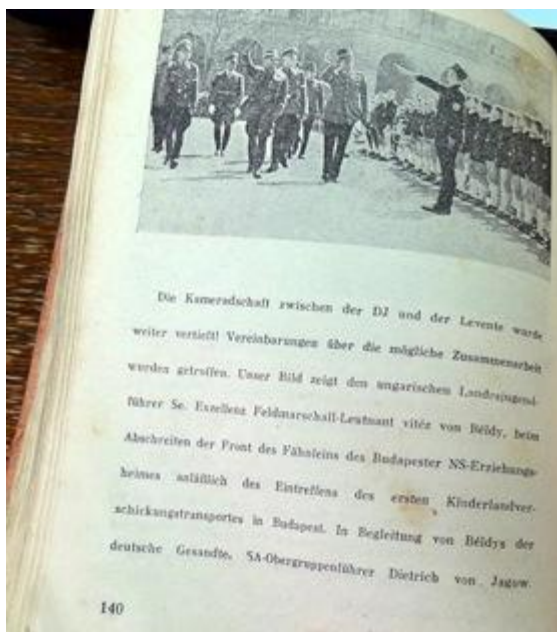 Die Kameradschaft zwischen der DJ und der Levente wurde
weiter vertieft! Vereinbarungen über die mögliche Zusammenarbeit
wurden getroffen. Unser Bild zeigt den ungarischen Landesjugend-
führer Se. Exzellenz Feldmarschall-Leutnant vitéz von Béldy, beim
Abschreiten der Front des Fähnleins des Budapester NS-Erziehungs-
heimes anläßlich des Eintreffens des ersten Kinderlandver-
schickungstransportes in Budapest. In Begleitung von Béldys der
deutsche Gesandte, SA-Obergruppenführer Dietrich von Jagow.
140